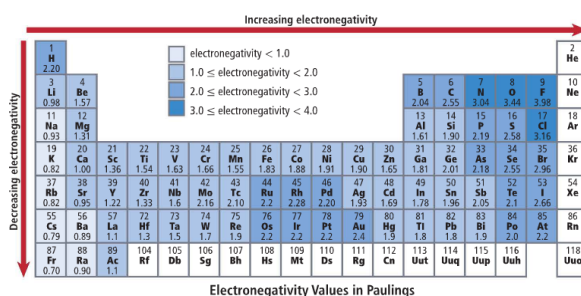 Increasing electronegativity
Decreasing electronegativity
electronegativity < 1.0
1.0 ≤ electronegativity < 2.0
2.0 ≤ electronegativity < 3.0
3.0 ≤ electronegativity < 4.0
1 2
H He
2.20
3 4 5 6 7 8 9 10
Li Be B C N O F Ne
0.98 1.57 2.04 2.55 3.04 3.44 3.98
11 12 13 14 15 16 17 18
Na Mg Al Si P S Cl Ar
0.93 1.31 1.61 1.90 2.19 2.58 3.16
19 20 21 22 23 24 25 26 27 28 29 30 31 32 33 34 35 36
K Ca Sc Ti V Cr Mn Fe Co Ni Cu Zn Ga Ge As Se Br Kr
0.82 1.00 1.36 1.54 1.63 1.66 1.55 1.83 1.88 1.91 1.90 1.65 1.81 2.01 2.18 2.55 2.96
37 38 39 40 41 42 43 44 45 46 47 48 49 50 51 52 53 54
Rb Sr Y Zr Nb Mo Tc Ru Rh Pd Ag Cd In Sn Sb Te I Xe
0.82 0.95 1.22 1.33 1.6 2.16 2.10 2.2 2.28 2.20 1.93 1.69 1.78 1.96 2.05 2.1 2.66
55 56 57 72 73 74 75 76 77 78 79 80 81 82 83 84 85 86
Cs Ba La Hf Ta W Re Os Ir Pt Au Hg Tl Pb Bi Po At Rn
0.79 0.89 1.1 1.3 1.5 1.7 1.9 2.2 2.2 2.2 2.4 1.9 1.8 1.8 1.9 2.0 2.2
87 88 89 104 105 106 107 108 109 110 111 112 113 114 115 116 118
Fr Ra Ac Rf Db Sg Bh Hs Mt Ds Rg Cn Uut Uuq Uup Uuh Uuo
0.70 0.90 1.1
Electronegativity Values in Paulings